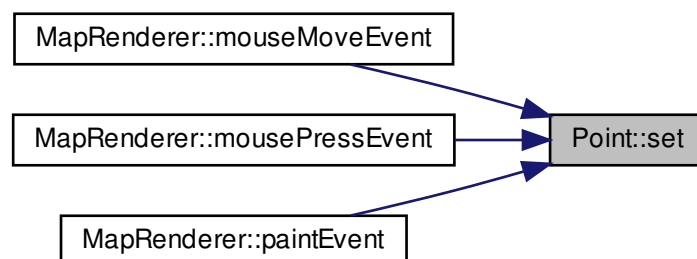 MapRenderer::mouseMoveEvent
MapRenderer::mousePressEvent
Point::set
MapRenderer::paintEvent